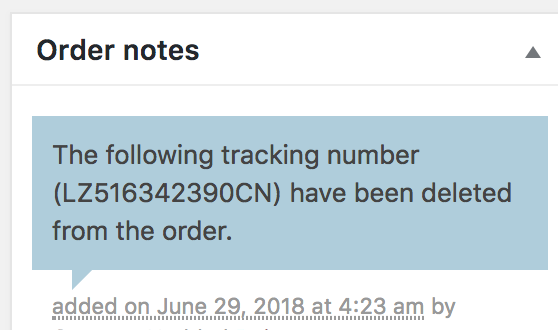 Order notes
The following tracking number
(LZ516342390CN) have been deleted
from the order.
added on June 29, 2018 at 4:23 am by